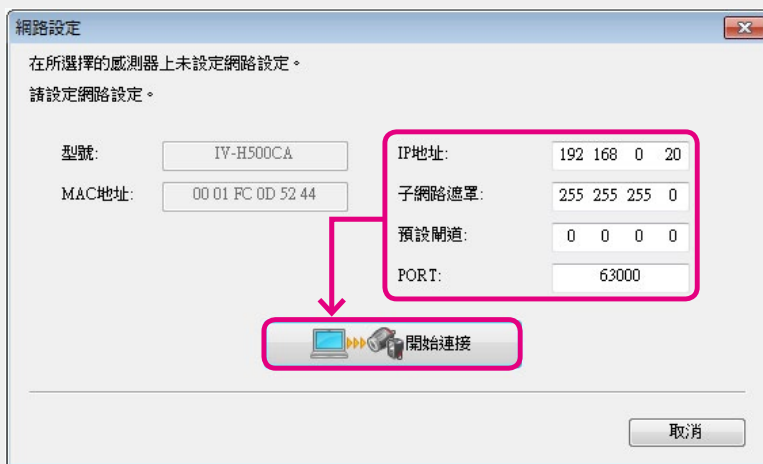 網路設定
在所選擇的感測器上未設定網路設定。
請設定網路設定。
型號: IV-H500CA
MAC地址: 00 01 FC 0D 52 44
IP地址: 192 168 0 20
子網路遮罩: 255 255 255 0
預設閘道: 0 0 0 0
PORT: 63000
開始連接
取消